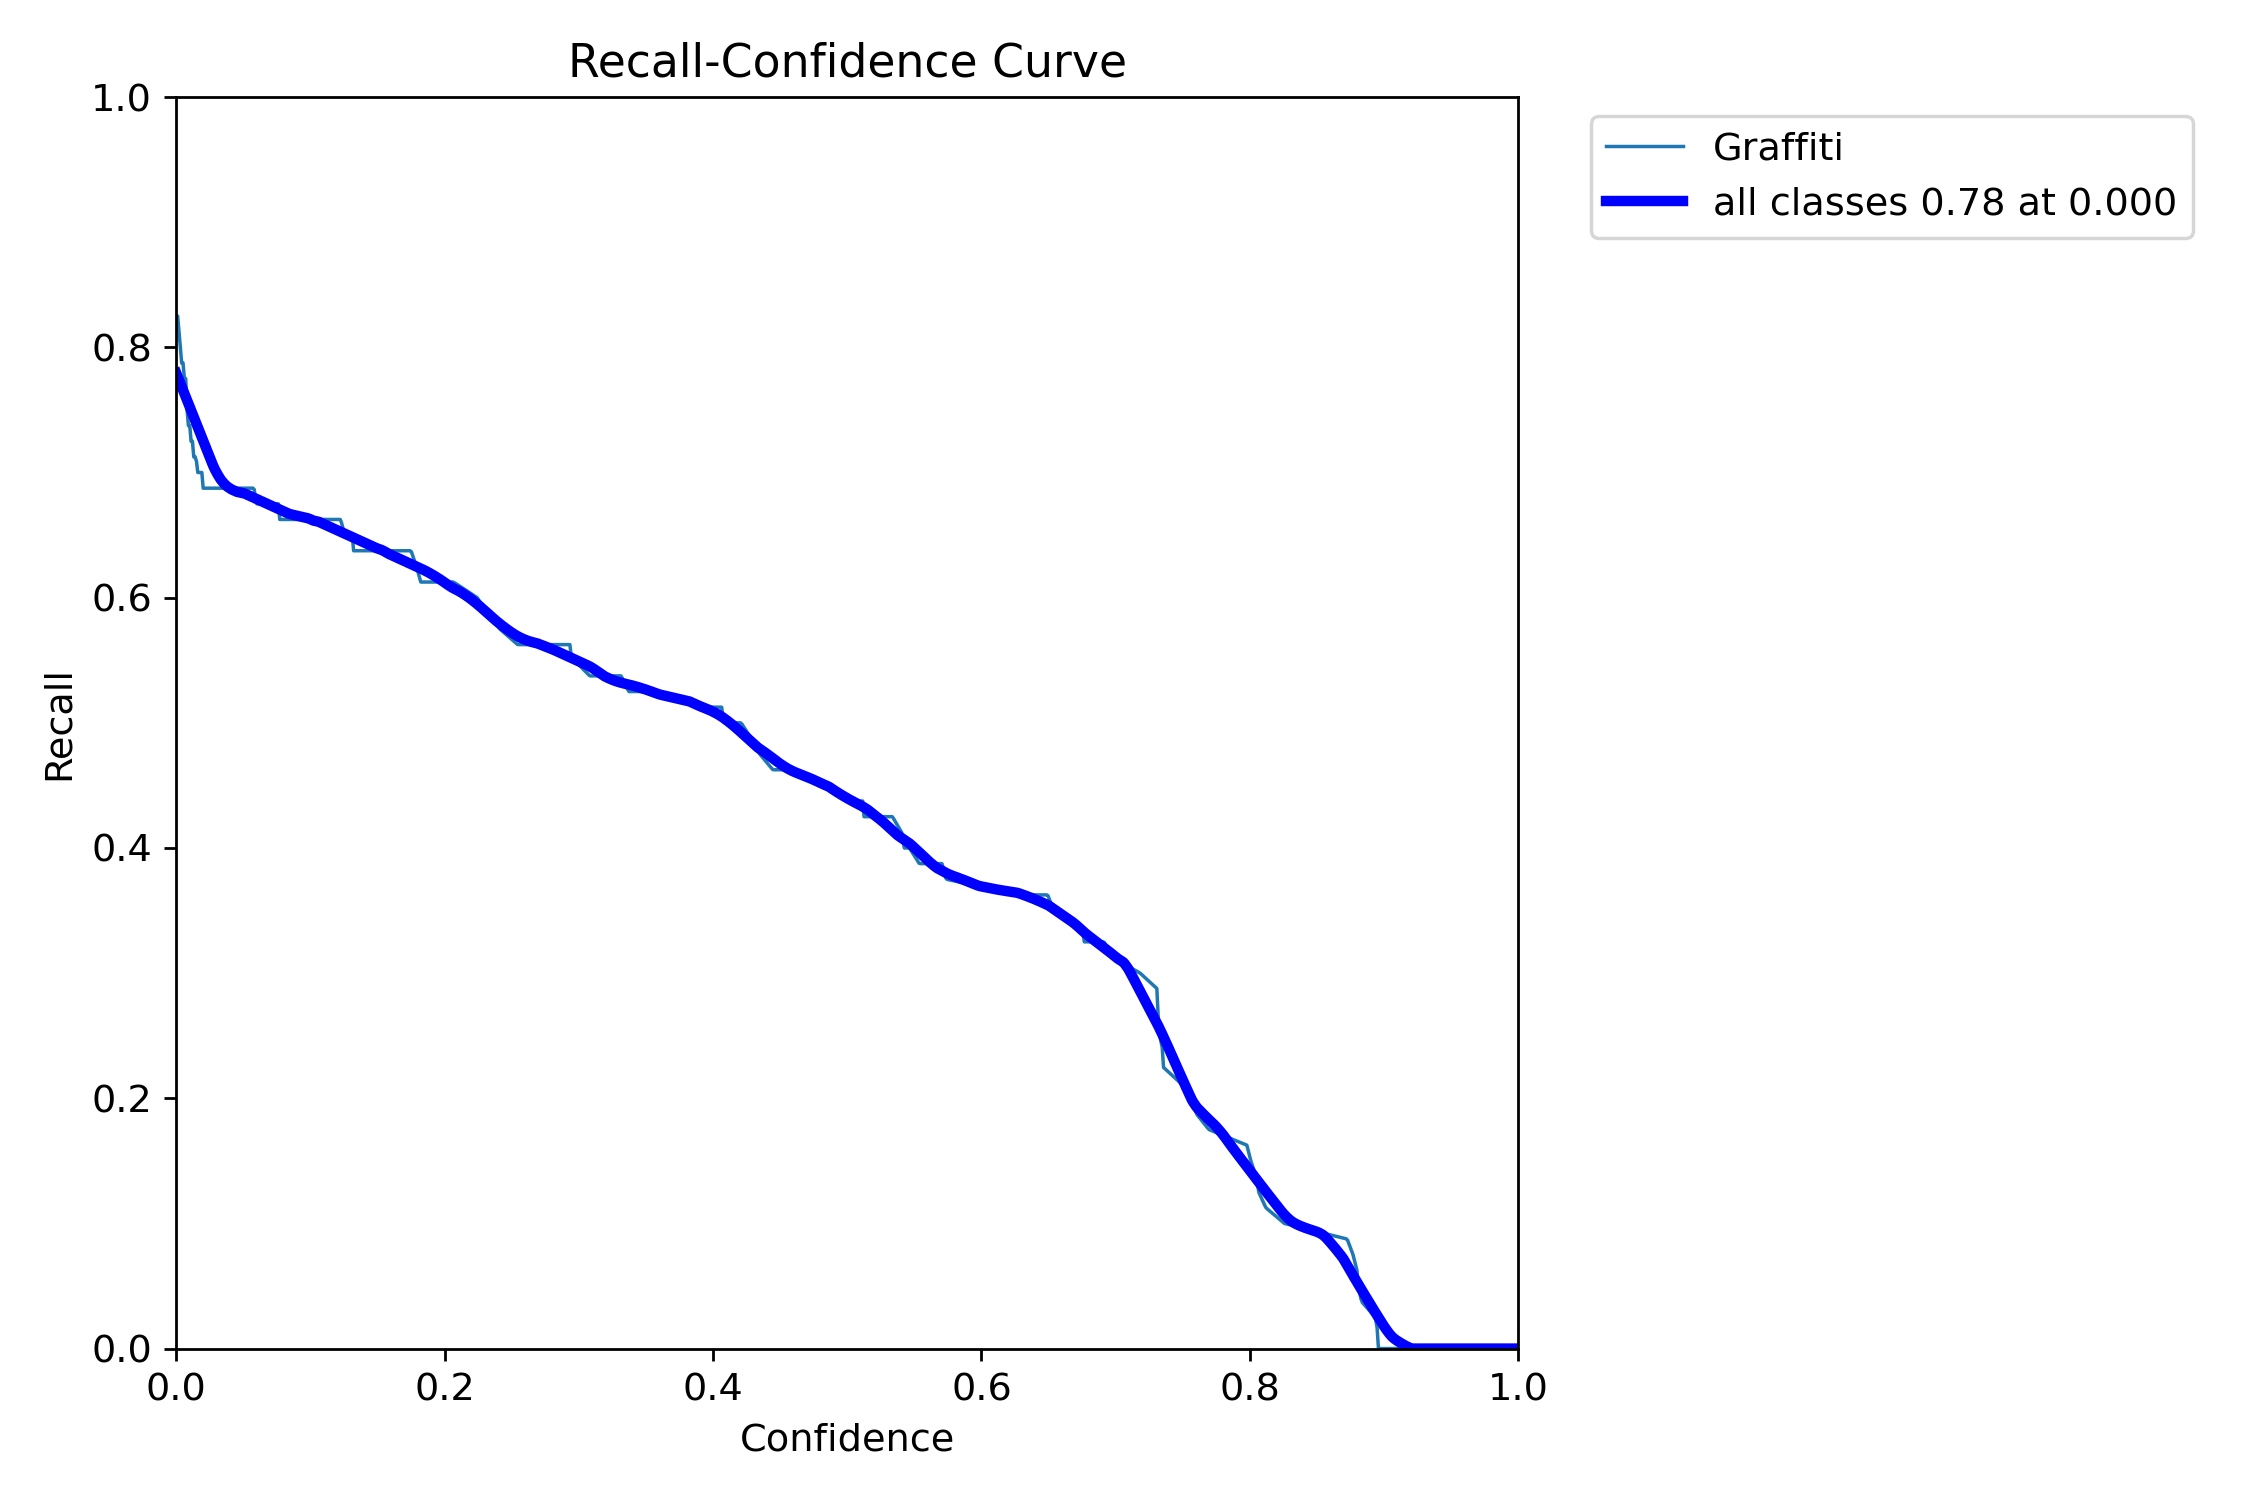 Recall-Confidence Curve
1.0
0.8
0.6
0.4
0.2
0.0
Recall
0.0 0.2 0.4 0.6 0.8 1.0
Confidence
Graffiti
all classes 0.78 at 0.000